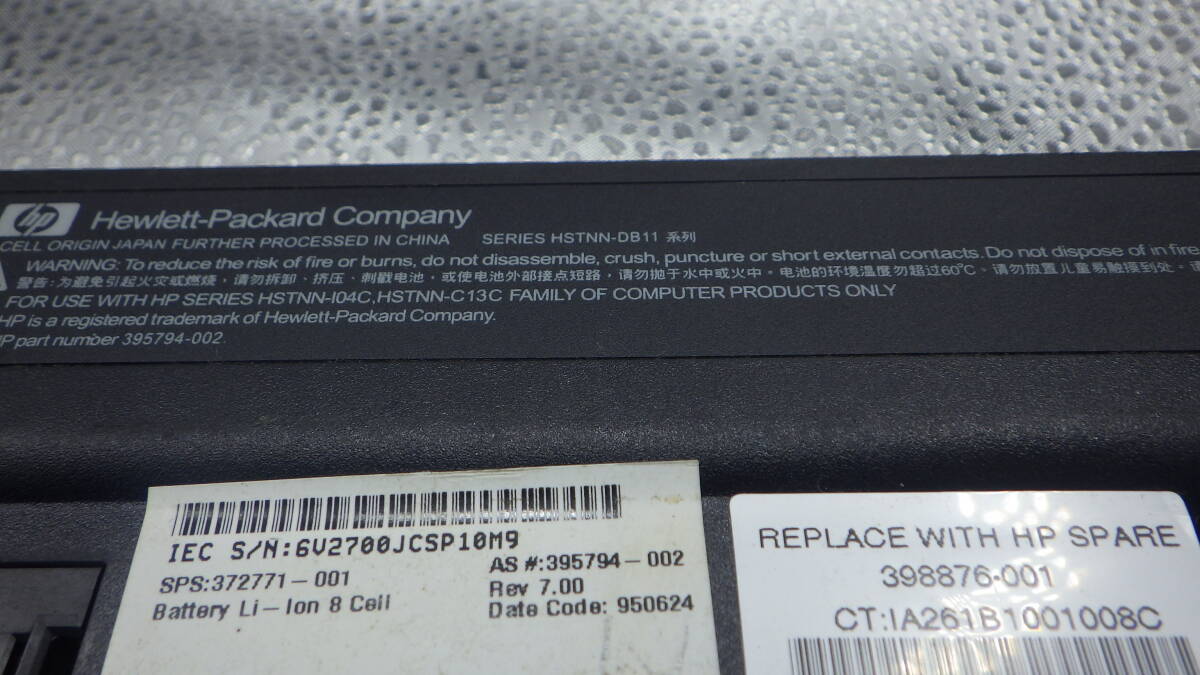 hp Hewlett-Packard Company
CELL ORIGIN JAPAN FURTHER PROCESSED IN CHINA SERIES HSTNN-DB11 系列
WARNING: To reduce the risk of fire or burns, do not disassemble, crush, puncture or short external contacts. Do not dispose of in fire
警告:为避免引起火灾或燃烧，请勿拆卸、挤压、刺戳电池，或使电池外部接点短路，请勿抛于水中或火中。电池的环境温度勿超过60°C。请勿放置儿童易触摸到处。
FOR USE WITH HP SERIES HSTNN-I04C,HSTNN-C13C FAMILY OF COMPUTER PRODUCTS ONLY
HP is a registered trademark of Hewlett-Packard Company.
HP part number 395794-002
IEC S/N:6V2700JCSP10M9
SPS:372771-001
AS #:395794-002
Rev 7.00
Battery Li-Ion 8 Cell
Date Code: 950624
REPLACE WITH HP SPARE
398876-001
CT:IA261B1001008C